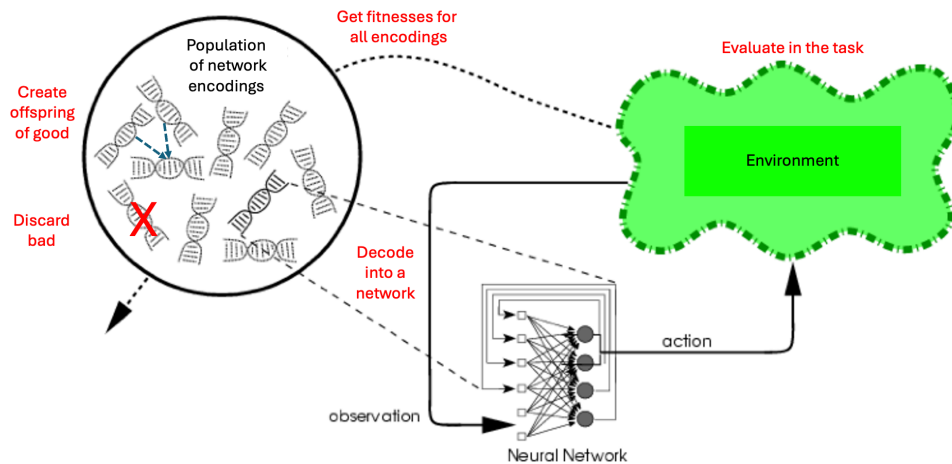 Get fitnesses for
all encodings
Evaluate in the task
Population
of network
encodings
Create
offspring
of good
Environment
Discard
bad
Decode
into a
network
action
observation
Neural Network